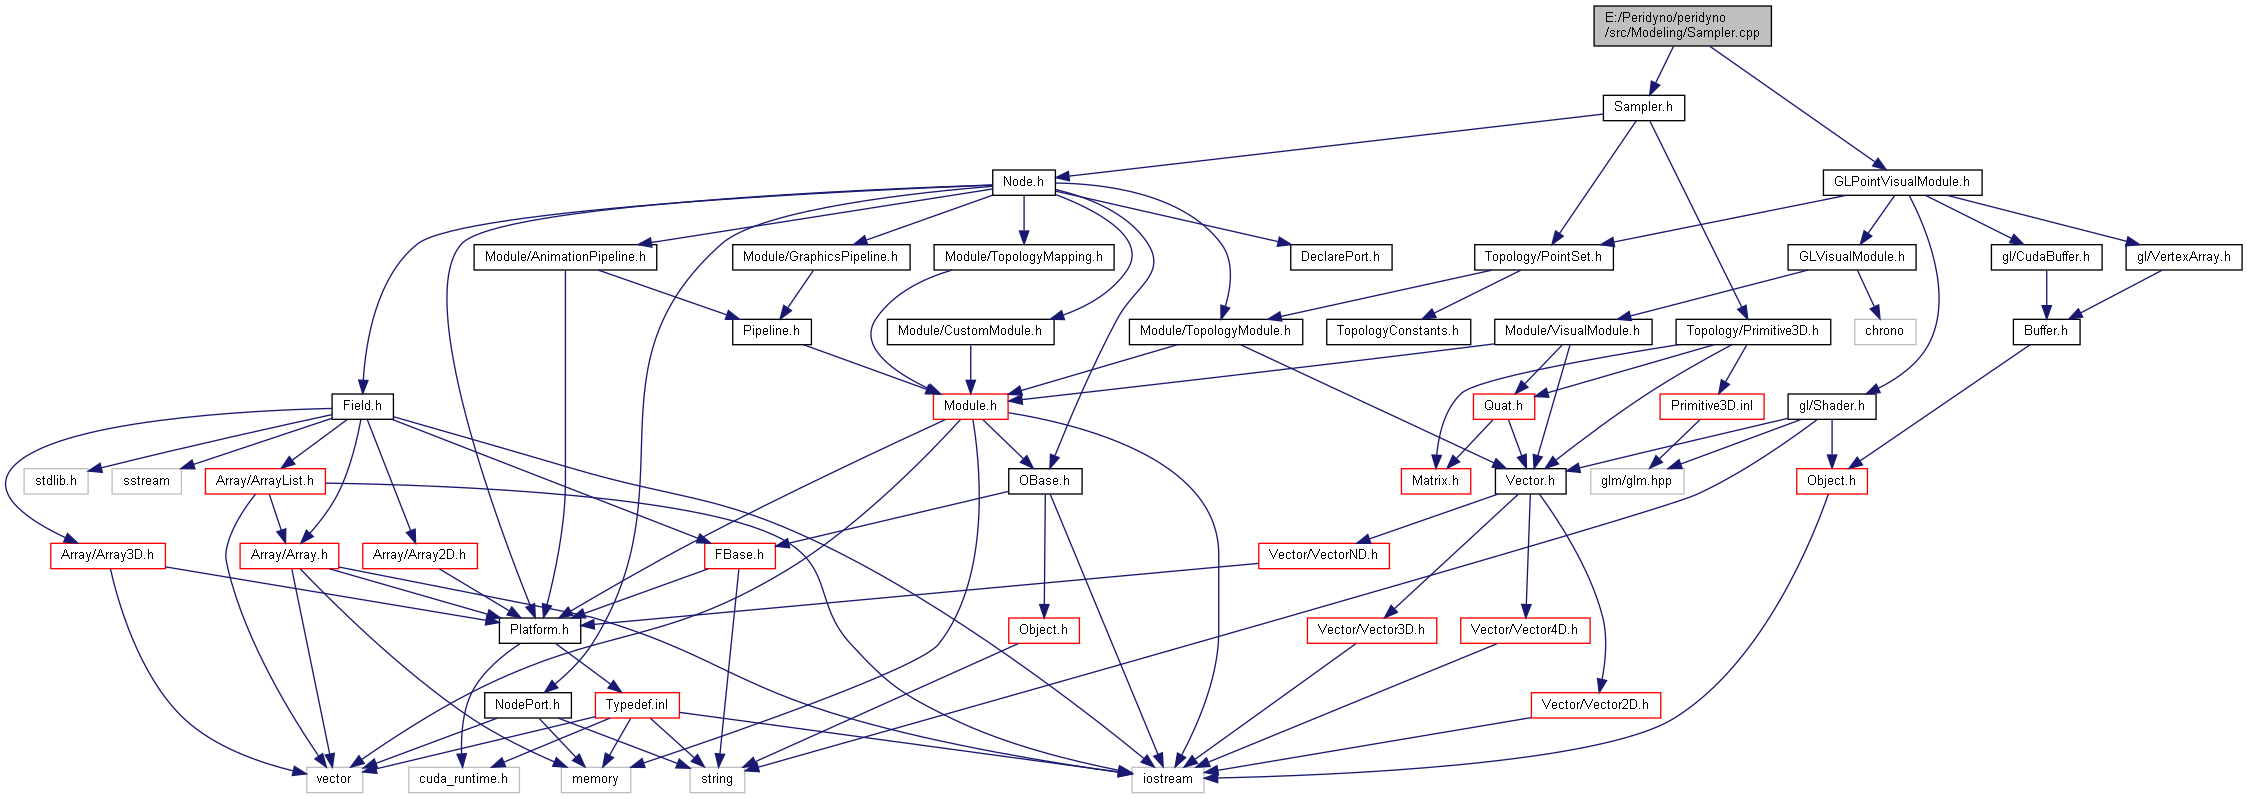 E:/Peridyno/peridyno
/src/Modeling/Sampler.cpp
Sampler.h
Node.h
GLPointVisualModule.h
Module/AnimationPipeline.h
Module/GraphicsPipeline.h
Module/TopologyMapping.h
DeclarePort.h
Topology/PointSet.h
GLVisualModule.h
gl/CudaBuffer.h
gl/VertexArray.h
Pipeline.h
Module/CustomModule.h
Module/TopologyModule.h
TopologyConstants.h
Module/VisualModule.h
Topology/Primitive3D.h
chrono
Buffer.h
Field.h
Module.h
Quat.h
Primitive3D.inl
gl/Shader.h
stdlib.h
sstream
Array/ArrayList.h
OBase.h
Matrix.h
Vector.h
glm/glm.hpp
Object.h
Array/Array3D.h
Array/Array.h
Array/Array2D.h
FBase.h
Vector/VectorND.h
Platform.h
Object.h
Vector/Vector3D.h
Vector/Vector4D.h
NodePort.h
Typedef.inl
Vector/Vector2D.h
vector
cuda_runtime.h
memory
string
iostream